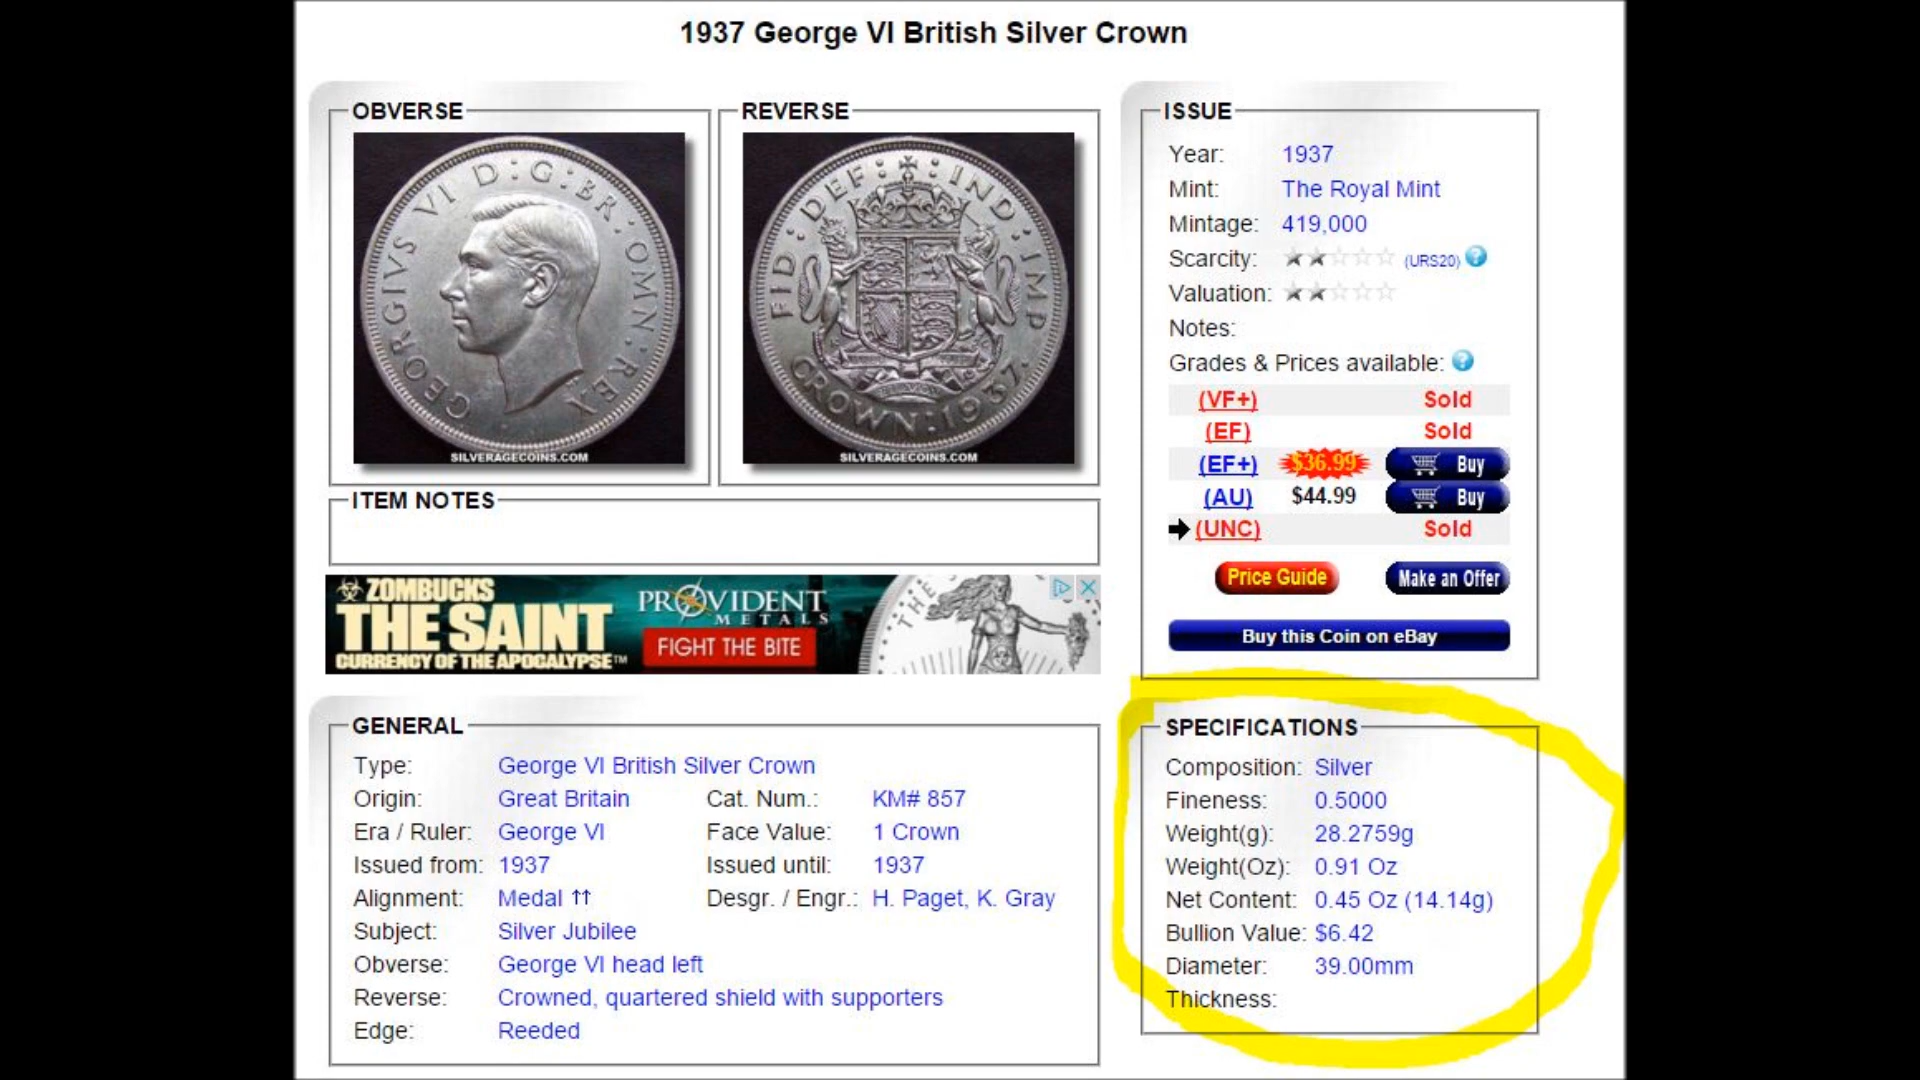 1937 George VI British Silver Crown
OBVERSE
GEORGIVS VI D:G:BR:OMN:REX
SILVERAGECOINS.COM
REVERSE
FID:DEF:IND:IMP
CROWN:1937.
SILVERAGECOINS.COM
ITEM NOTES
ZOMBUCKS
THE SAINT
CURRENCY OF THE APOCALYPSE™
PROVIDENT
METALS
FIGHT THE BITE
THE
GENERAL
Type: George VI British Silver Crown
Origin: Great Britain Cat. Num.: KM# 857
Era / Ruler: George VI Face Value: 1 Crown
Issued from: 1937 Issued until: 1937
Alignment: Medal ⇈ Desgr. / Engr.: H. Paget, K. Gray
Subject: Silver Jubilee
Obverse: George VI head left
Reverse: Crowned, quartered shield with supporters
Edge: Reeded
ISSUE
Year: 1937
Mint: The Royal Mint
Mintage: 419,000
Scarcity: ★★☆☆☆ (URS20) ?
Valuation: ★★☆☆☆
Notes:
Grades & Prices available: ?
(VF+) Sold
(EF) Sold
(EF+) $36.99 Buy
(AU) $44.99 Buy
(UNC) Sold
Price Guide Make an Offer
Buy this Coin on eBay
SPECIFICATIONS
Composition: Silver
Fineness: 0.5000
Weight(g): 28.2759g
Weight(Oz): 0.91 Oz
Net Content: 0.45 Oz (14.14g)
Bullion Value: $6.42
Diameter: 39.00mm
Thickness: